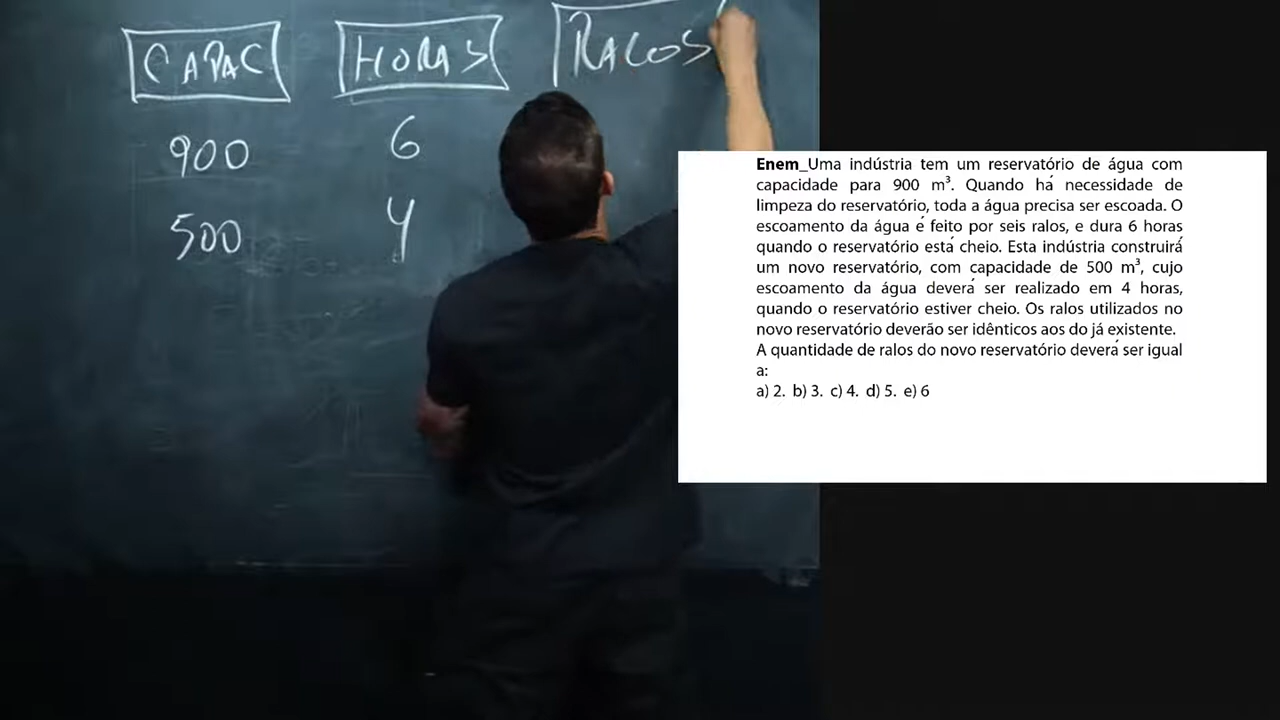 CAPAC HORAS RALOS
900 6
500 4
Enem_Uma indústria tem um reservatório de água com
capacidade para 900 m³. Quando há necessidade de
limpeza do reservatório, toda a água precisa ser escoada. O
escoamento da água é feito por seis ralos, e dura 6 horas
quando o reservatório está cheio. Esta indústria construirá
um novo reservatório, com capacidade de 500 m³, cujo
escoamento da água deverá ser realizado em 4 horas,
quando o reservatório estiver cheio. Os ralos utilizados no
novo reservatório deverão ser idênticos aos do já existente.
A quantidade de ralos do novo reservatório deverá ser igual
a:
a) 2. b) 3. c) 4. d) 5. e) 6